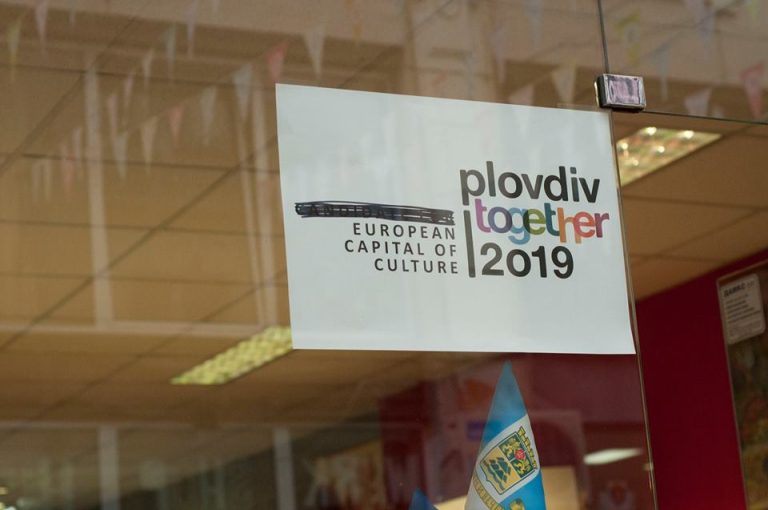 EUROPEAN
CAPITAL OF
CULTURE
plovdiv
together
2019